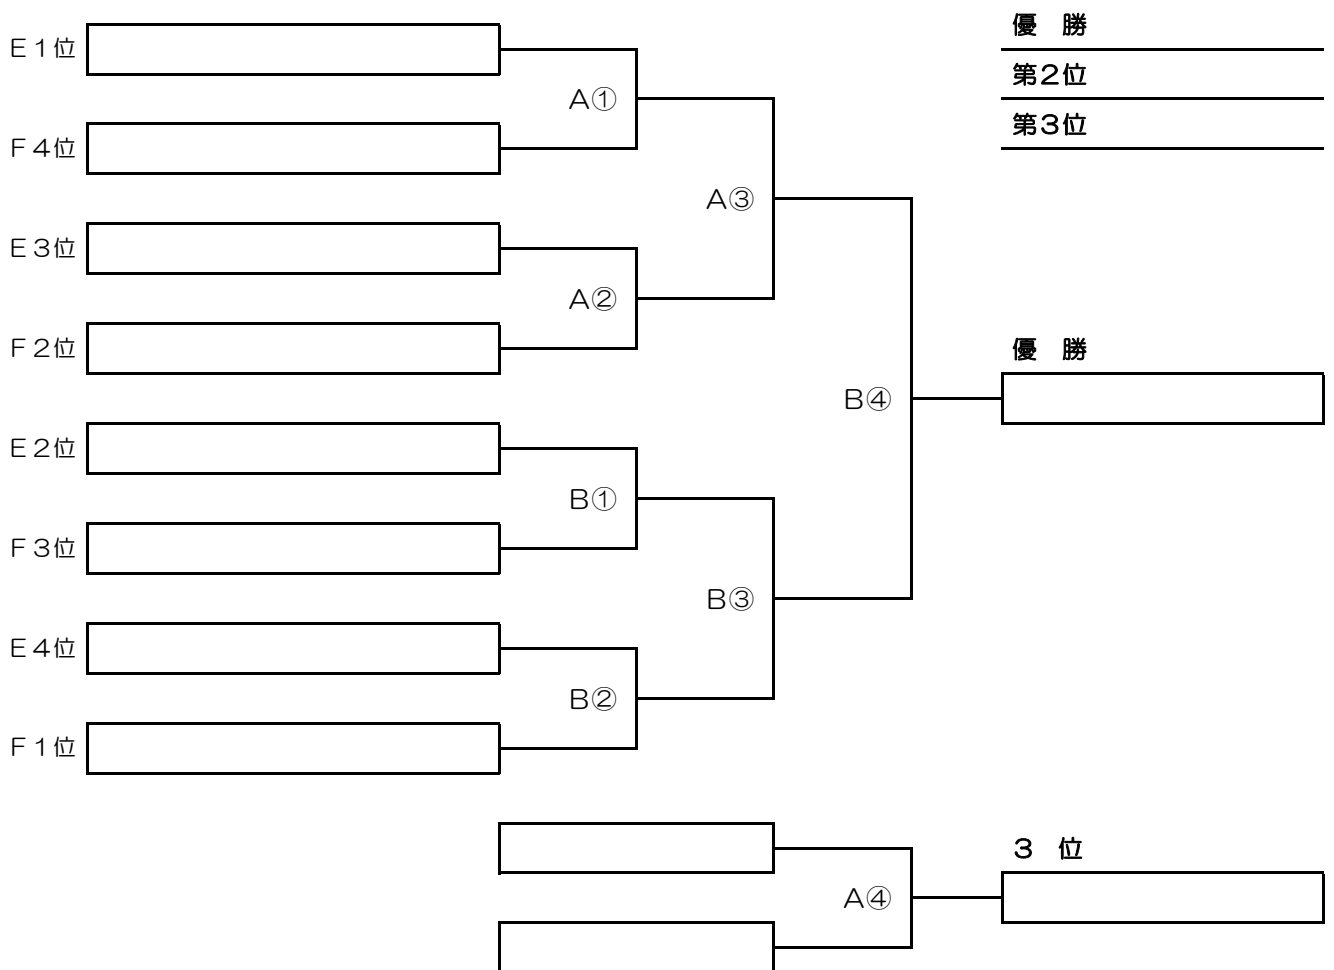 優　勝
Ｅ１位
Ａ①
第２位
第３位
Ｆ４位
Ａ③
Ｅ３位
Ａ②
Ｆ２位
優　勝
Ｂ④
Ｅ２位
Ｂ①
Ｆ３位
Ｂ③
Ｅ４位
Ｂ②
Ｆ１位
３　位
Ａ④